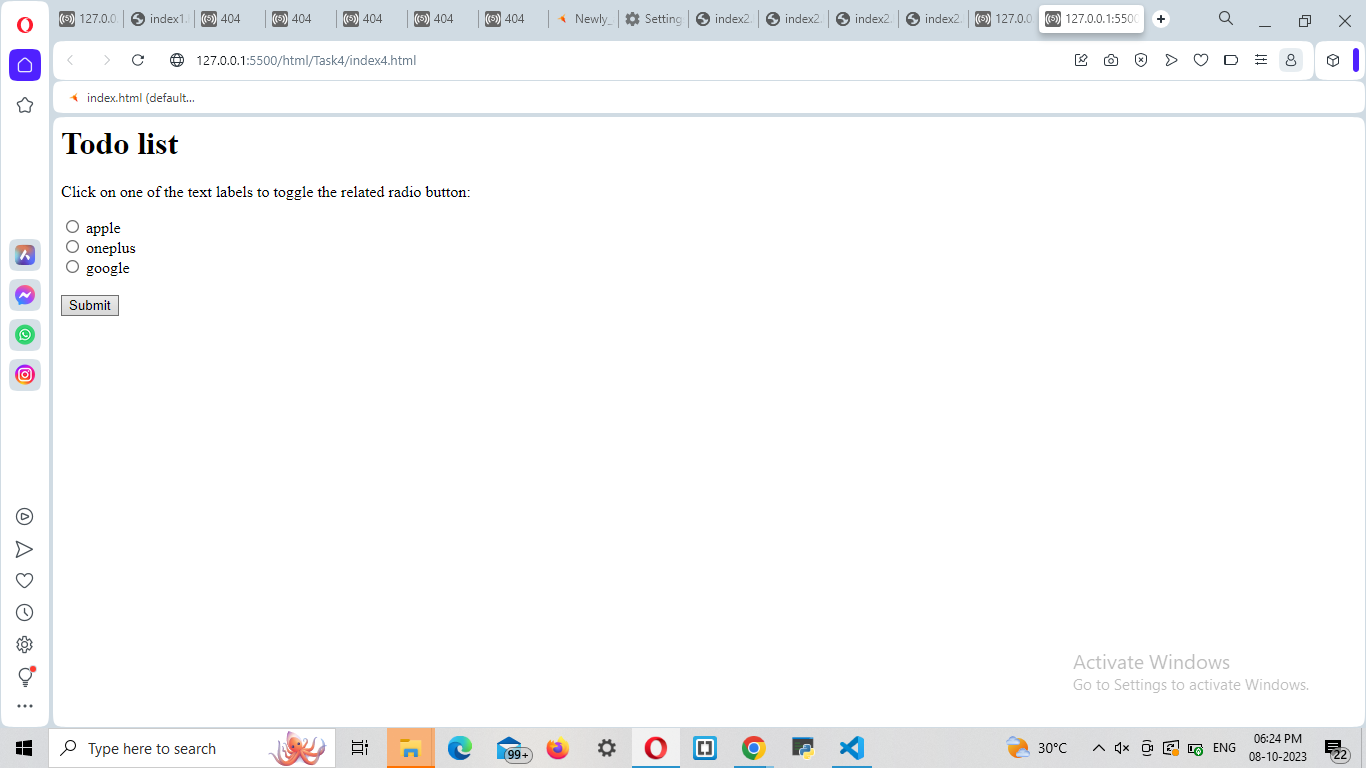 127.0.0
index1.
404
404
404
404
404
Newly_
Setting
index2.
index2.
index2.
index2.
127.0.0
127.0.0.1:5500
127.0.0.1:5500/html/Task4/index4.html
index.html (default...
Todo list
Click on one of the text labels to toggle the related radio button:
apple
oneplus
google
Submit
Activate Windows
Go to Settings to activate Windows.
Type here to search
99+
30°C
ENG
06:24 PM
08-10-2023
22